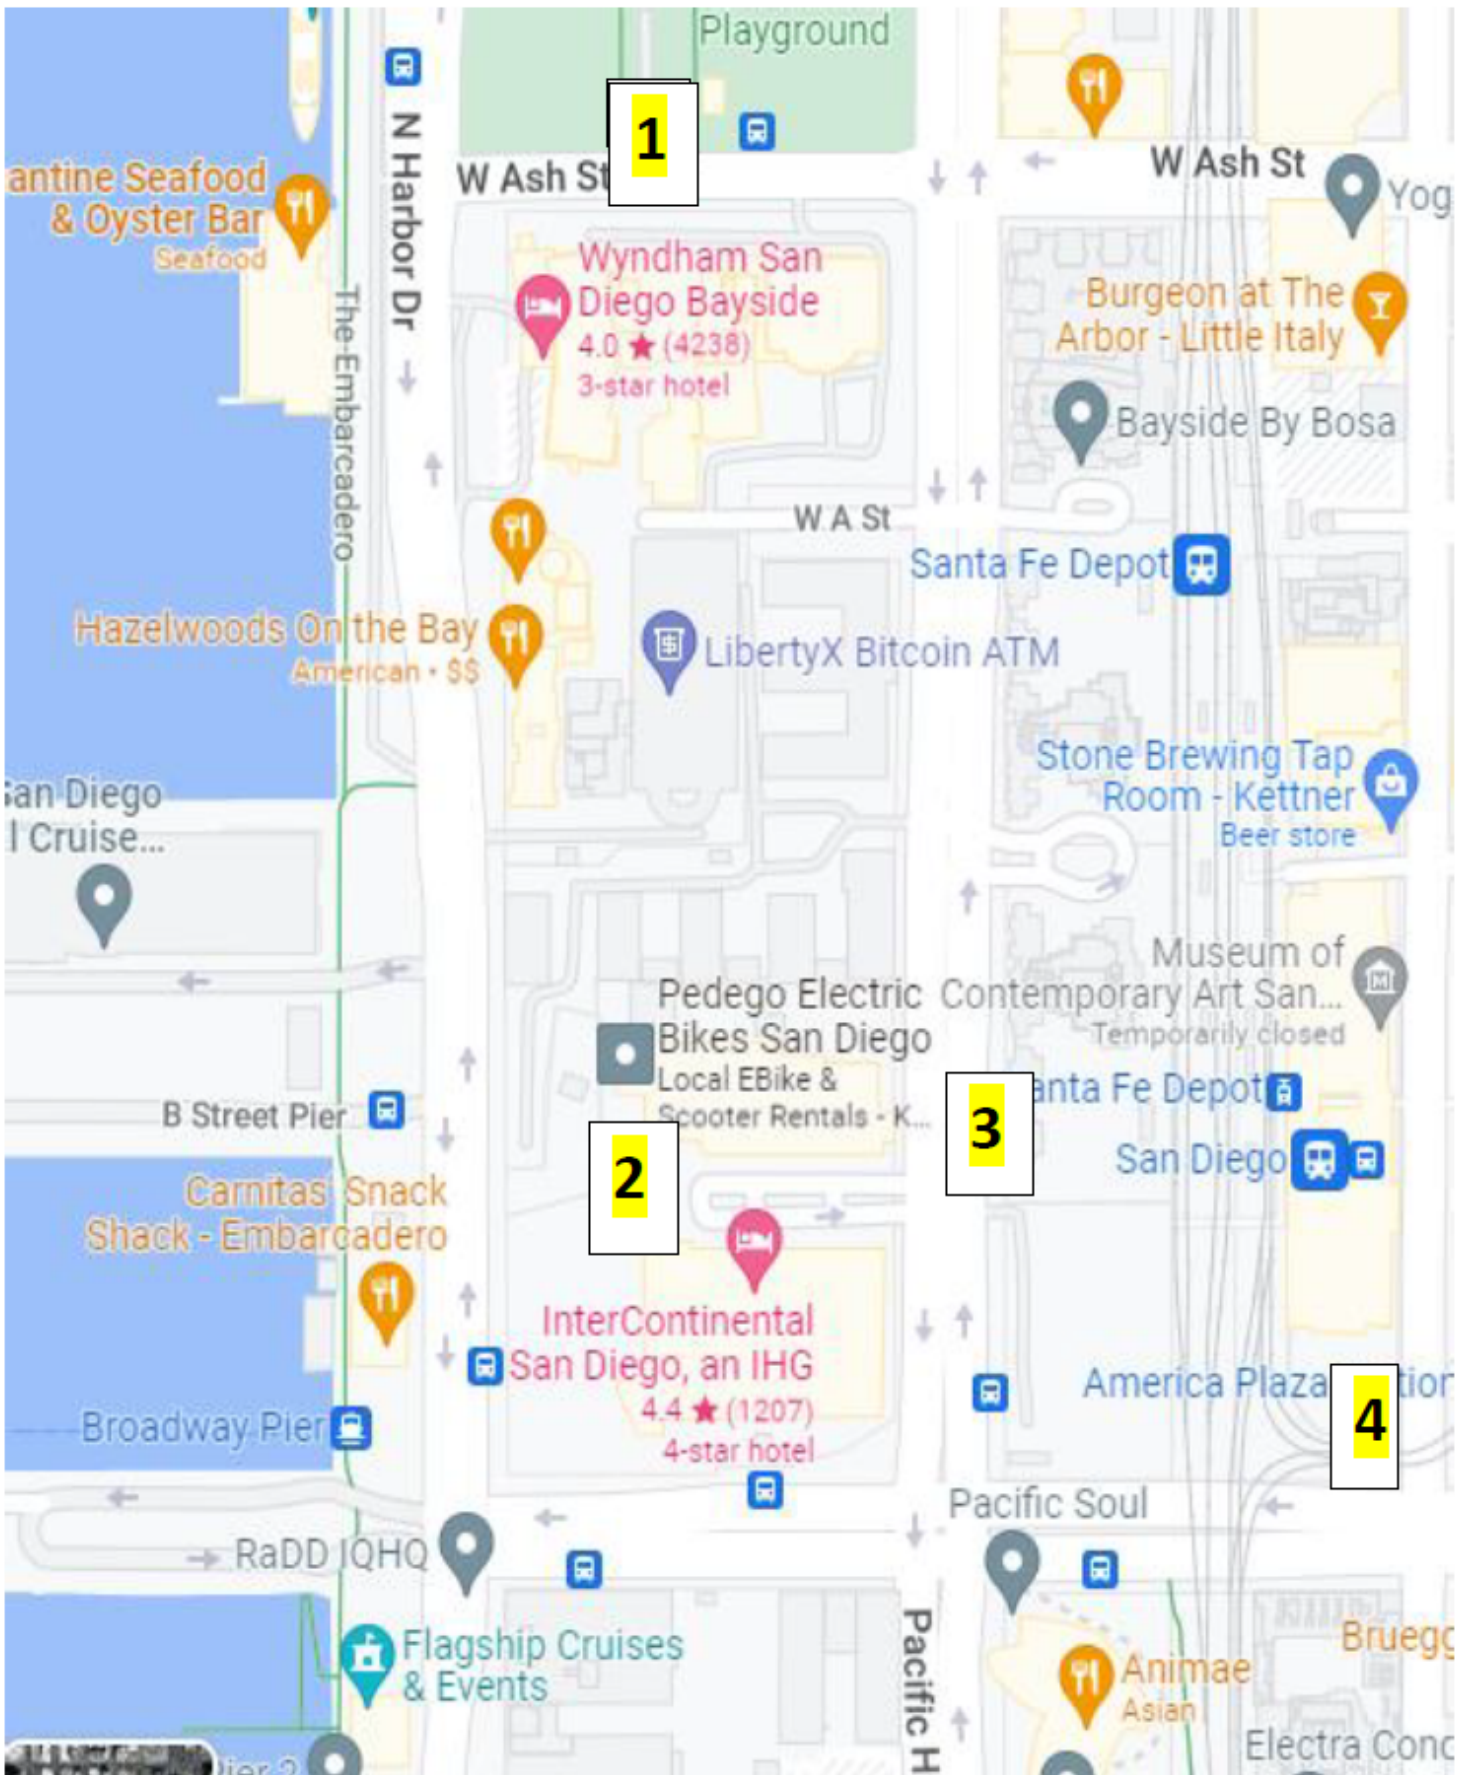 Playground
1
N Harbor Dr
W Ash St
W Ash St
antine Seafood
& Oyster Bar
Seafood
Yog
Wyndham San
Diego Bayside
4.0 ★ (4238)
3-star hotel
Burgeon at The
Arbor - Little Italy
The Embarcadero
Bayside By Bosa
W A St
Santa Fe Depot
Hazelwoods On the Bay
American · $$
LibertyX Bitcoin ATM
Stone Brewing Tap
Room - Kettner
Beer store
San Diego
l Cruise...
Museum of
Contemporary Art San...
Temporarily closed
Pedego Electric
Bikes San Diego
Local EBike &
Scooter Rentals - K...
anta Fe Depot
B Street Pier
3
2
San Diego
Carnitas' Snack
Shack - Embarcadero
InterContinental
San Diego, an IHG
4.4 ★ (1207)
4-star hotel
America Plaza
tion
4
Broadway Pier
Pacific Soul
RaDD IQHQ
Pacific H
Flagship Cruises
& Events
Bruegg
Animae
Asian
Electra Conc